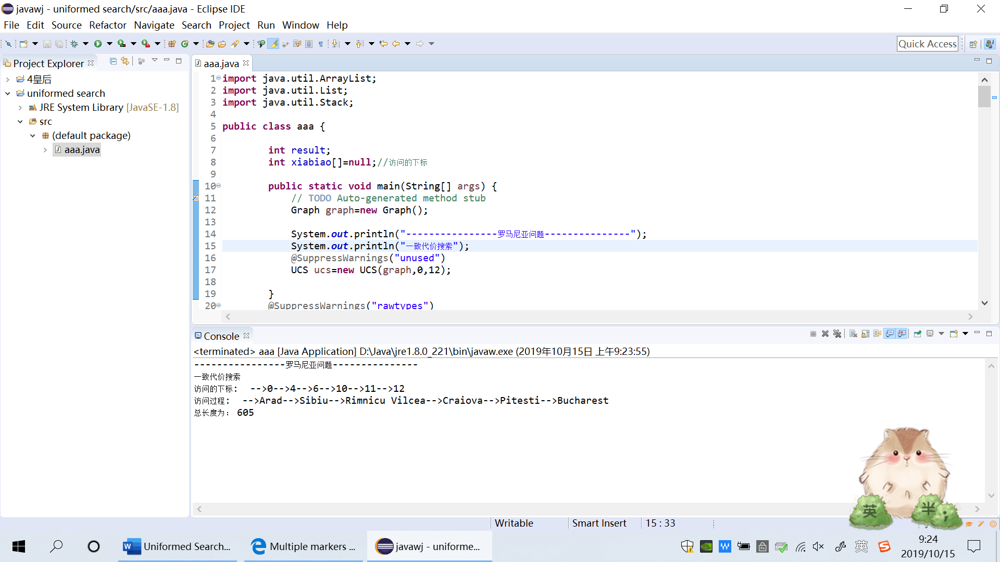 javawj - uniformed search/src/aaa.java - Eclipse IDE
File Edit Source Refactor Navigate Search Project Run Window Help
Quick Access
Project Explorer
4皇后
uniformed search
JRE System Library [JavaSE-1.8]
src
(default package)
aaa.java
aaa.java
1 import java.util.ArrayList;
2 import java.util.List;
3 import java.util.Stack;
4
5 public class aaa {
6
7 int result;
8 int xiabiao[]=null;//访问的下标
9
10 public static void main(String[] args) {
11 // TODO Auto-generated method stub
12 Graph graph=new Graph();
13
14 System.out.println("----------------罗马尼亚问题---------------");
15 System.out.println("一致代价搜索");
16 @SuppressWarnings("unused")
17 UCS ucs=new UCS(graph,0,12);
18
19 }
20 @SuppressWarnings("rawtypes")
Console
<terminated> aaa [Java Application] D:\Java\jre1.8.0_221\bin\javaw.exe (2019年10月15日 上午9:23:55)
----------------罗马尼亚问题---------------
一致代价搜索
访问的下标: -->0-->4-->6-->10-->11-->12
访问过程: -->Arad-->Sibiu-->Rimnicu Vilcea-->Craiova-->Pitesti-->Bucharest
总长度为: 605
英 半 ;
Writable Smart Insert 15 : 33
Uniformed Search...
Multiple markers ...
javawj - uniforme...
英
9:24
2019/10/15